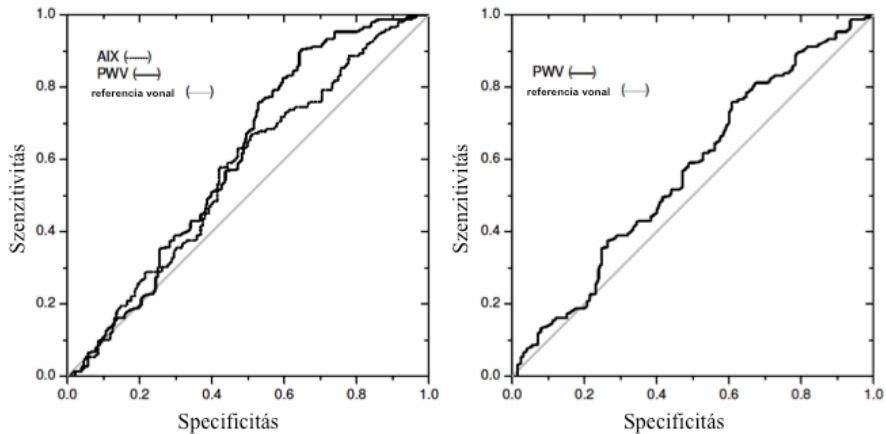 1.0
0.8
0.6
0.4
0.2
0.0
Szenzitivitás
AIX (.......)
PWV (—)
referencia vonal (—)
0.0 0.2 0.4 0.6 0.8 1.0
Specificitás
1.0
0.8
0.6
0.4
0.2
0.0
Szenzitivitás
PWV (—)
referencia vonal (—)
0.0 0.2 0.4 0.6 0.8 1.0
Specificitás